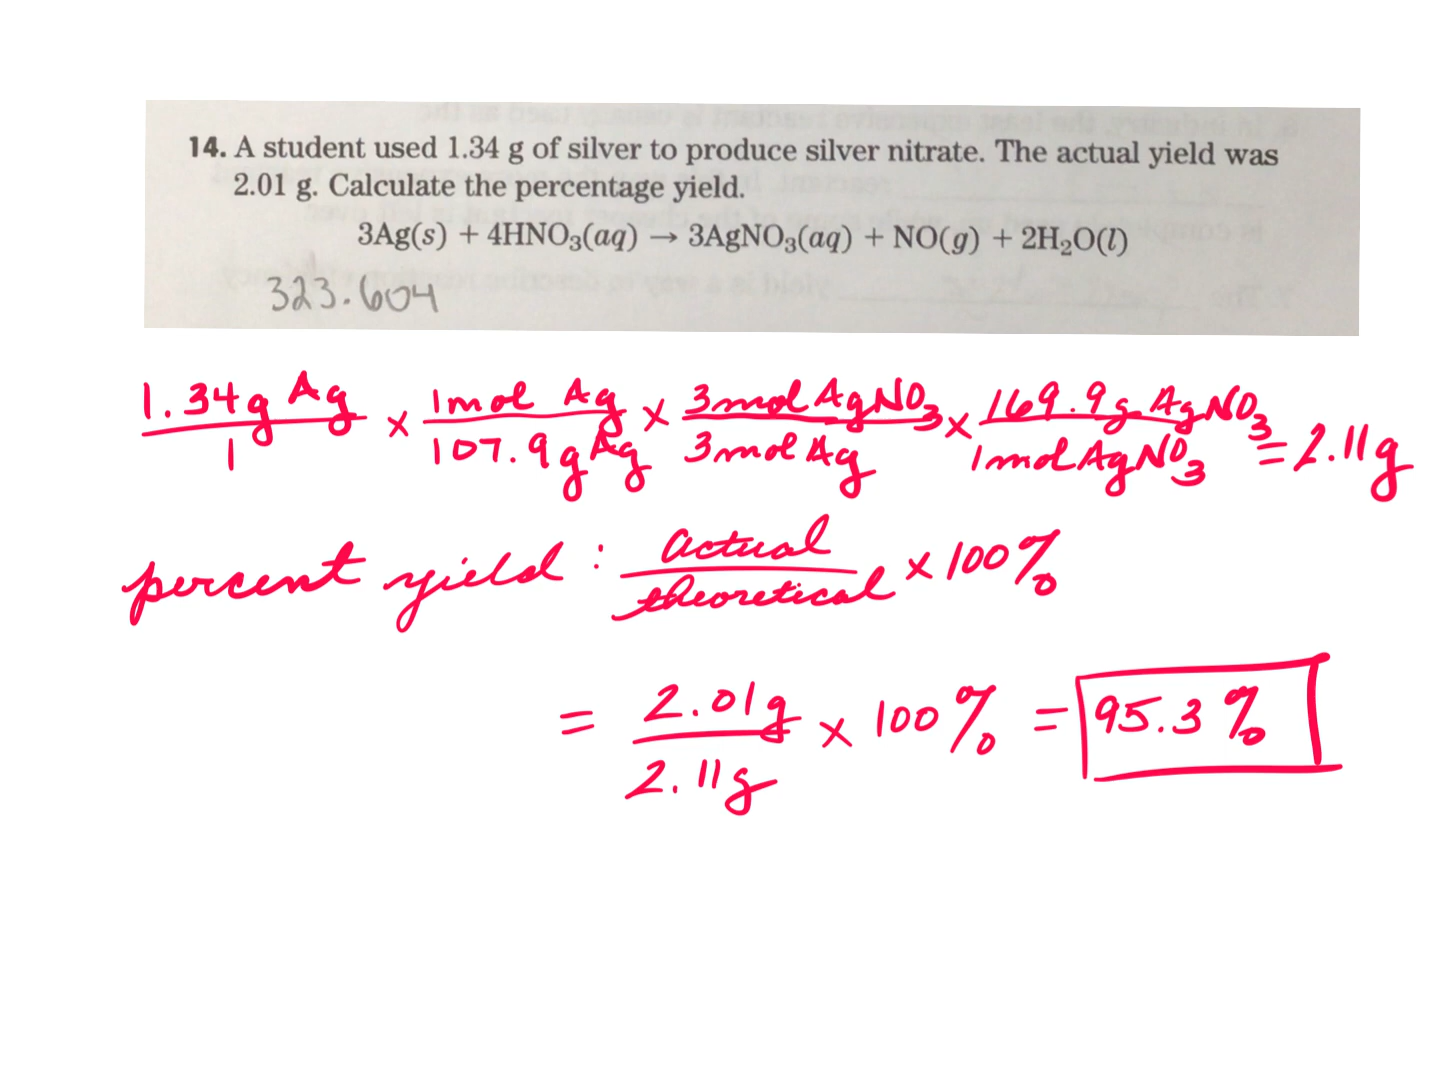 14. A student used 1.34 g of silver to produce silver nitrate. The actual yield was
2.01 g. Calculate the percentage yield.
3Ag(s) + 4HNO₃(aq) → 3AgNO₃(aq) + NO(g) + 2H₂O(l)
323.604
1.34g Ag / 1 × 1mol Ag / 107.9g Ag × 3mol AgNO₃ / 3mol Ag × 169.9g AgNO₃ / 1mol AgNO₃ = 2.11g
percent yield : actual / theoretical × 100%
= 2.01g / 2.11g × 100% = 95.3%